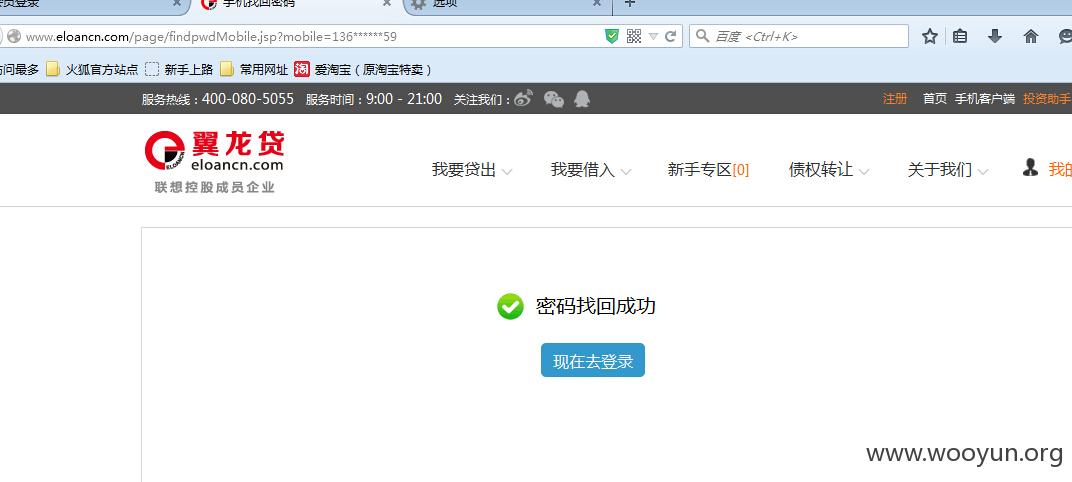 员登录 手机找回密码 选项
www.eloancn.com/page/findpwdMobile.jsp?mobile=136******59 百度 <Ctrl+K>
访问最多 火狐官方站点 新手上路 常用网址 爱淘宝（原淘宝特卖）
服务热线：400-080-5055 服务时间：9:00 - 21:00 关注我们： 注册 首页 手机客户端 投资助手
翼龙贷
eloancn.com
联想控股成员企业
我要贷出 我要借入 新手专区[0] 债权转让 关于我们 我的
密码找回成功
现在去登录
www.wooyun.org